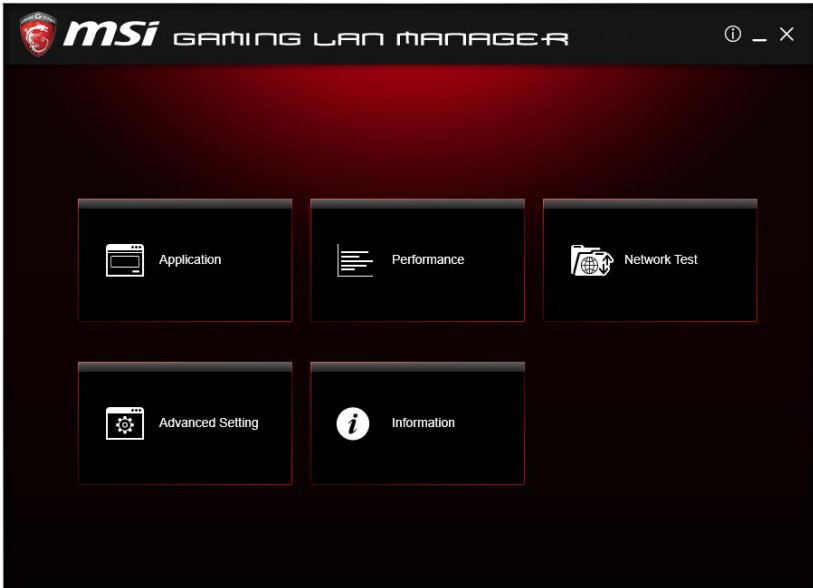 msi GAMING LAN MANAGER
Application
Performance
Network Test
Advanced Setting
Information